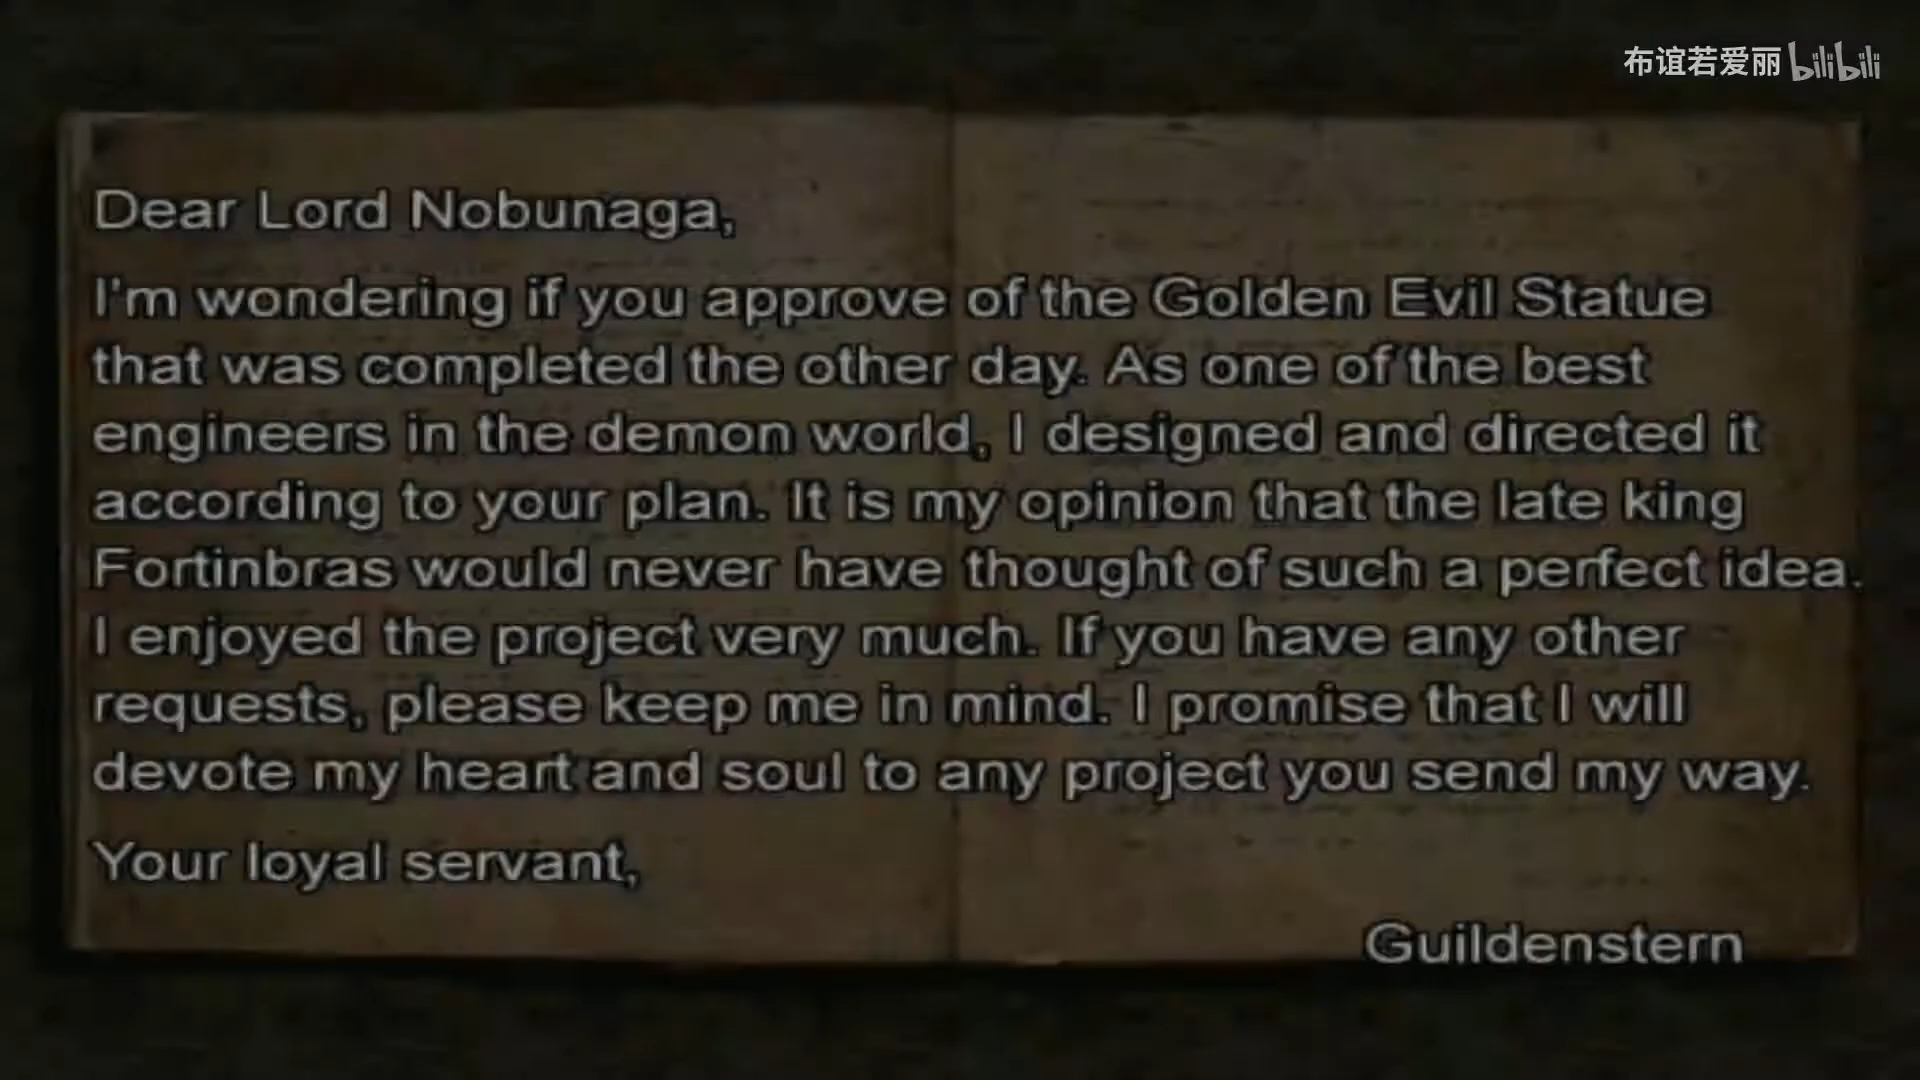 布谊若爱丽 bilibili
Dear Lord Nobunaga,
I'm wondering if you approve of the Golden Evil Statue
that was completed the other day. As one of the best
engineers in the demon world, I designed and directed it
according to your plan. It is my opinion that the late king
Fortinbras would never have thought of such a perfect idea.
I enjoyed the project very much. If you have any other
requests, please keep me in mind. I promise that I will
devote my heart and soul to any project you send my way.
Your loyal servant,
Guildenstern